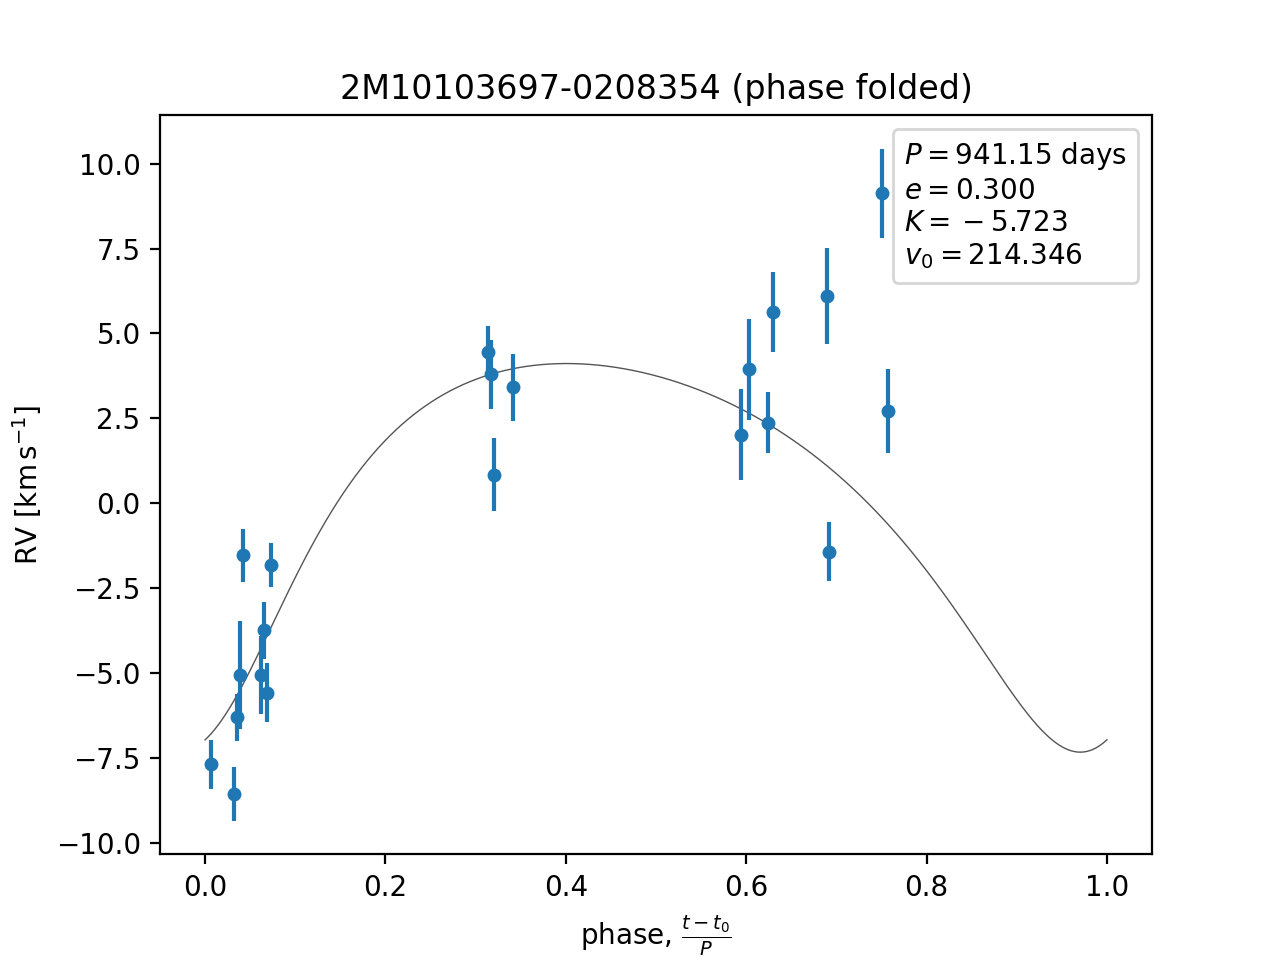 2M10103697-0208354 (phase folded)
P = 941.15 days
e = 0.300
K = −5.723
v₀ = 214.346
10.0
7.5
5.0
2.5
0.0
−2.5
−5.0
−7.5
−10.0
RV [km s⁻¹]
0.0 0.2 0.4 0.6 0.8 1.0
phase, (t − t₀)/P